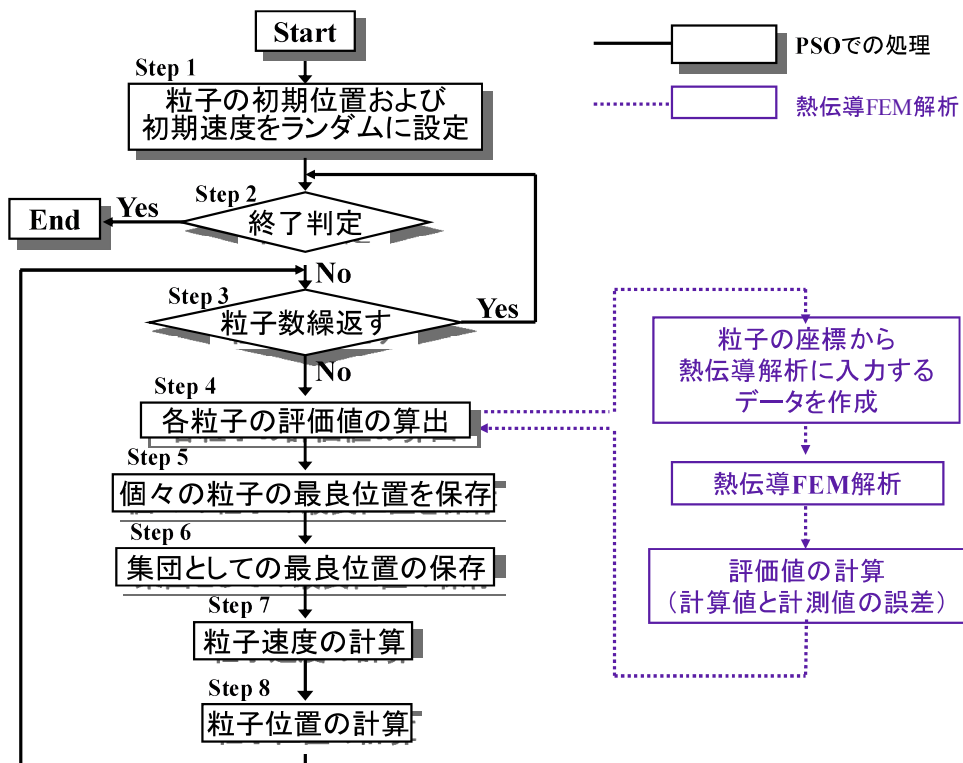 Start
PSOでの処理
Step 1
粒子の初期位置および
初期速度をランダムに設定
熱伝導FEM解析
Step 2
End
Yes
終了判定
No
Step 3
粒子数繰返す
Yes
No
Step 4
各粒子の評価値の算出
Step 5
個々の粒子の最良位置を保存
Step 6
集団としての最良位置の保存
Step 7
粒子速度の計算
Step 8
粒子位置の計算
粒子の座標から
熱伝導解析に入力する
データを作成
熱伝導FEM解析
評価値の計算
（計算値と計測値の誤差）